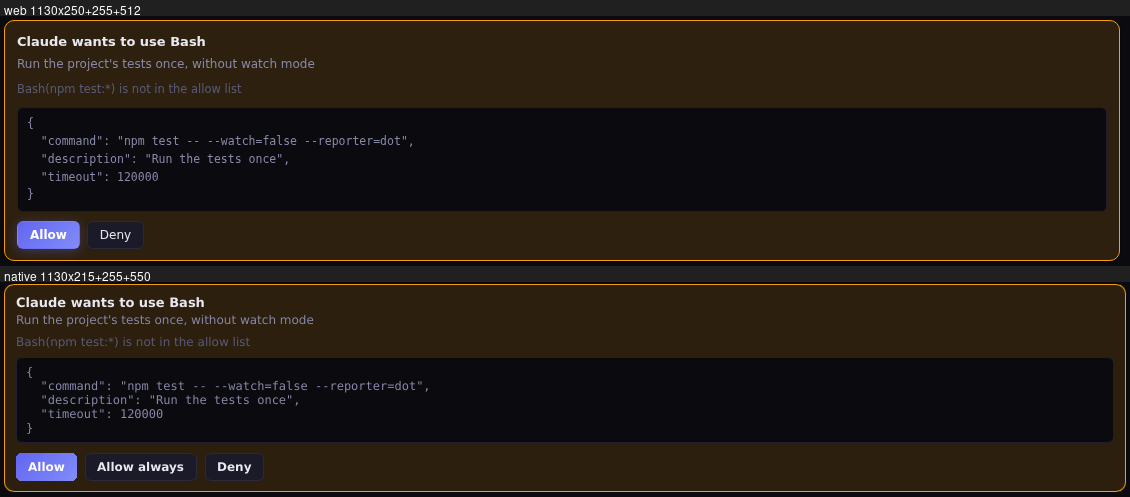 web 1130x250+255+512
Claude wants to use Bash
Run the project's tests once, without watch mode
Bash(npm test:*) is not in the allow list
{
  "command": "npm test -- --watch=false --reporter=dot",
  "description": "Run the tests once",
  "timeout": 120000
}
Allow Deny
native 1130x215+255+550
Claude wants to use Bash
Run the project's tests once, without watch mode
Bash(npm test:*) is not in the allow list
{
  "command": "npm test -- --watch=false --reporter=dot",
  "description": "Run the tests once",
  "timeout": 120000
}
Allow Allow always Deny